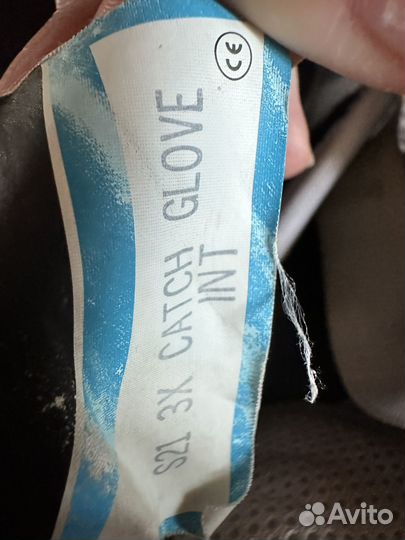 CE
S21 3X CATCH GLOVE
INT
Avito